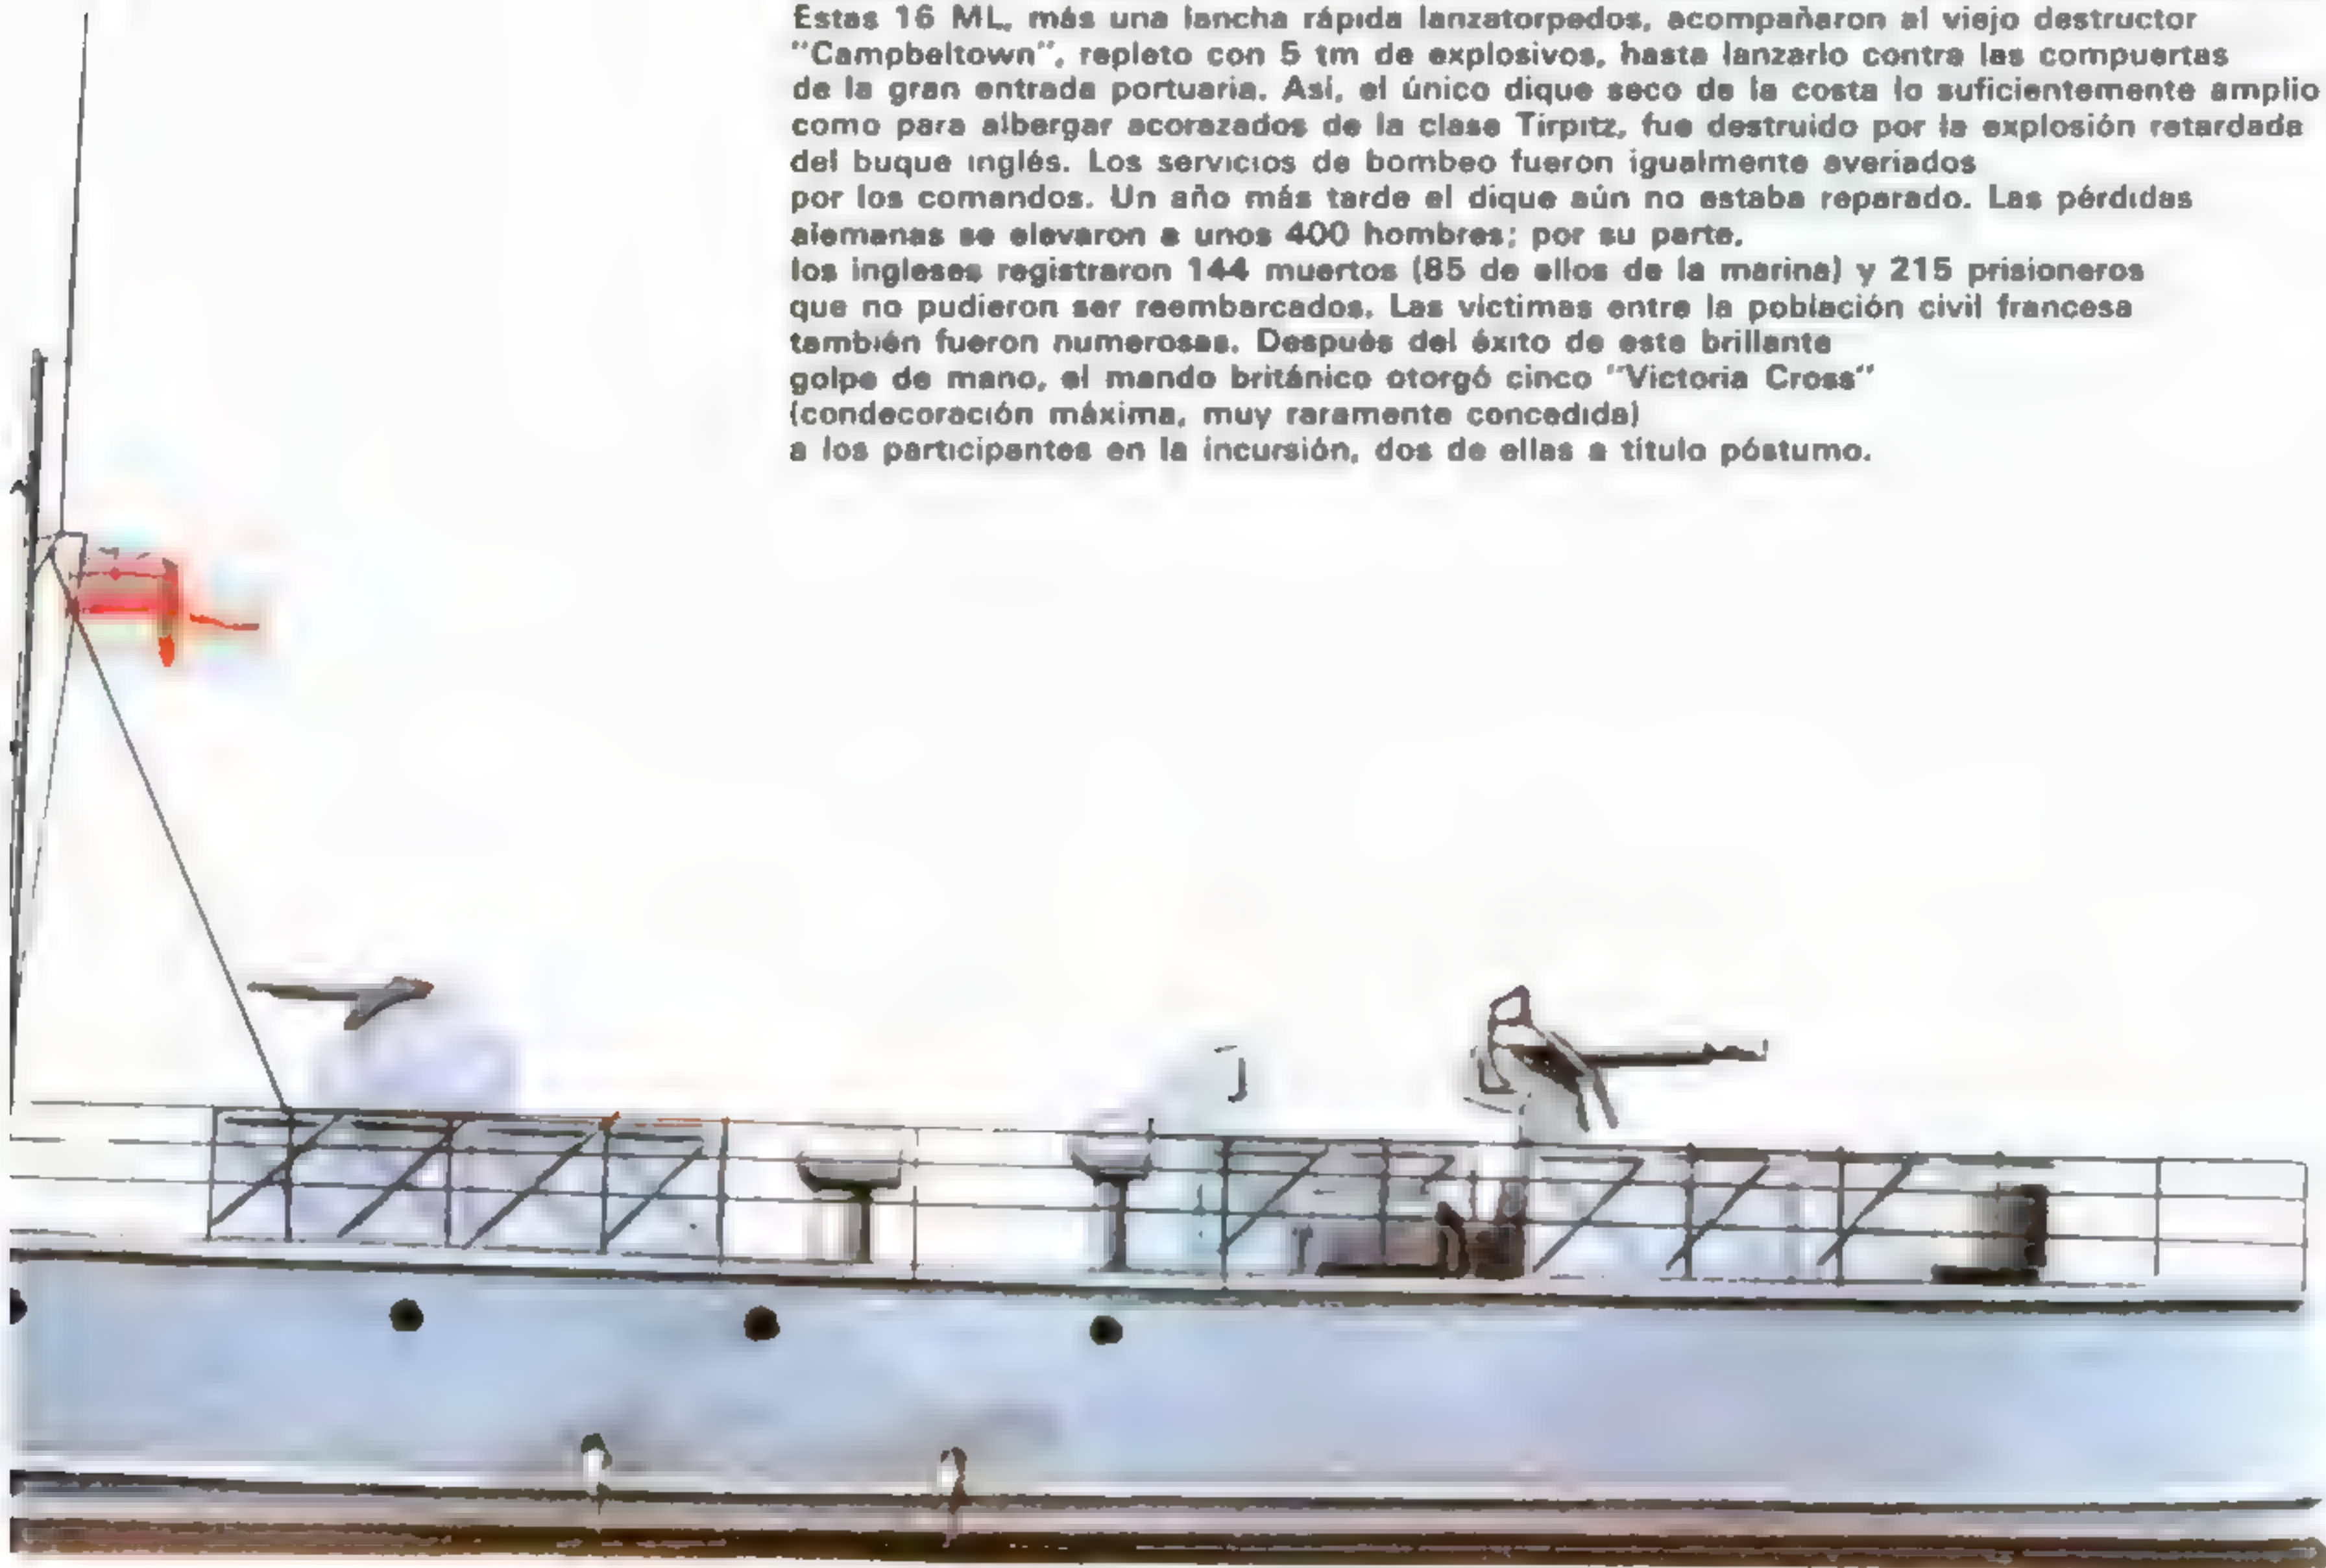 Estas 16 ML, más una lancha rápida lanzatorpedos, acompañaron al viejo destructor
"Campbeltown", repleto con 5 tm de explosivos, hasta lanzarlo contra las compuertas
de la gran entrada portuaria. Así, el único dique seco de la costa lo suficientemente amplio
como para albergar acorazados de la clase Tirpitz, fue destruido por la explosión retardada
del buque inglés. Los servicios de bombeo fueron igualmente averiados
por los comandos. Un año más tarde el dique aún no estaba reparado. Las pérdidas
alemanas se elevaron a unos 400 hombres; por su parte,
los ingleses registraron 144 muertos (85 de ellos de la marina) y 215 prisioneros
que no pudieron ser reembarcados. Las víctimas entre la población civil francesa
también fueron numerosas. Después del éxito de este brillante
golpe de mano, el mando británico otorgó cinco "Victoria Cross"
(condecoración máxima, muy raramente concedida)
a los participantes en la incursión, dos de ellas a título póstumo.